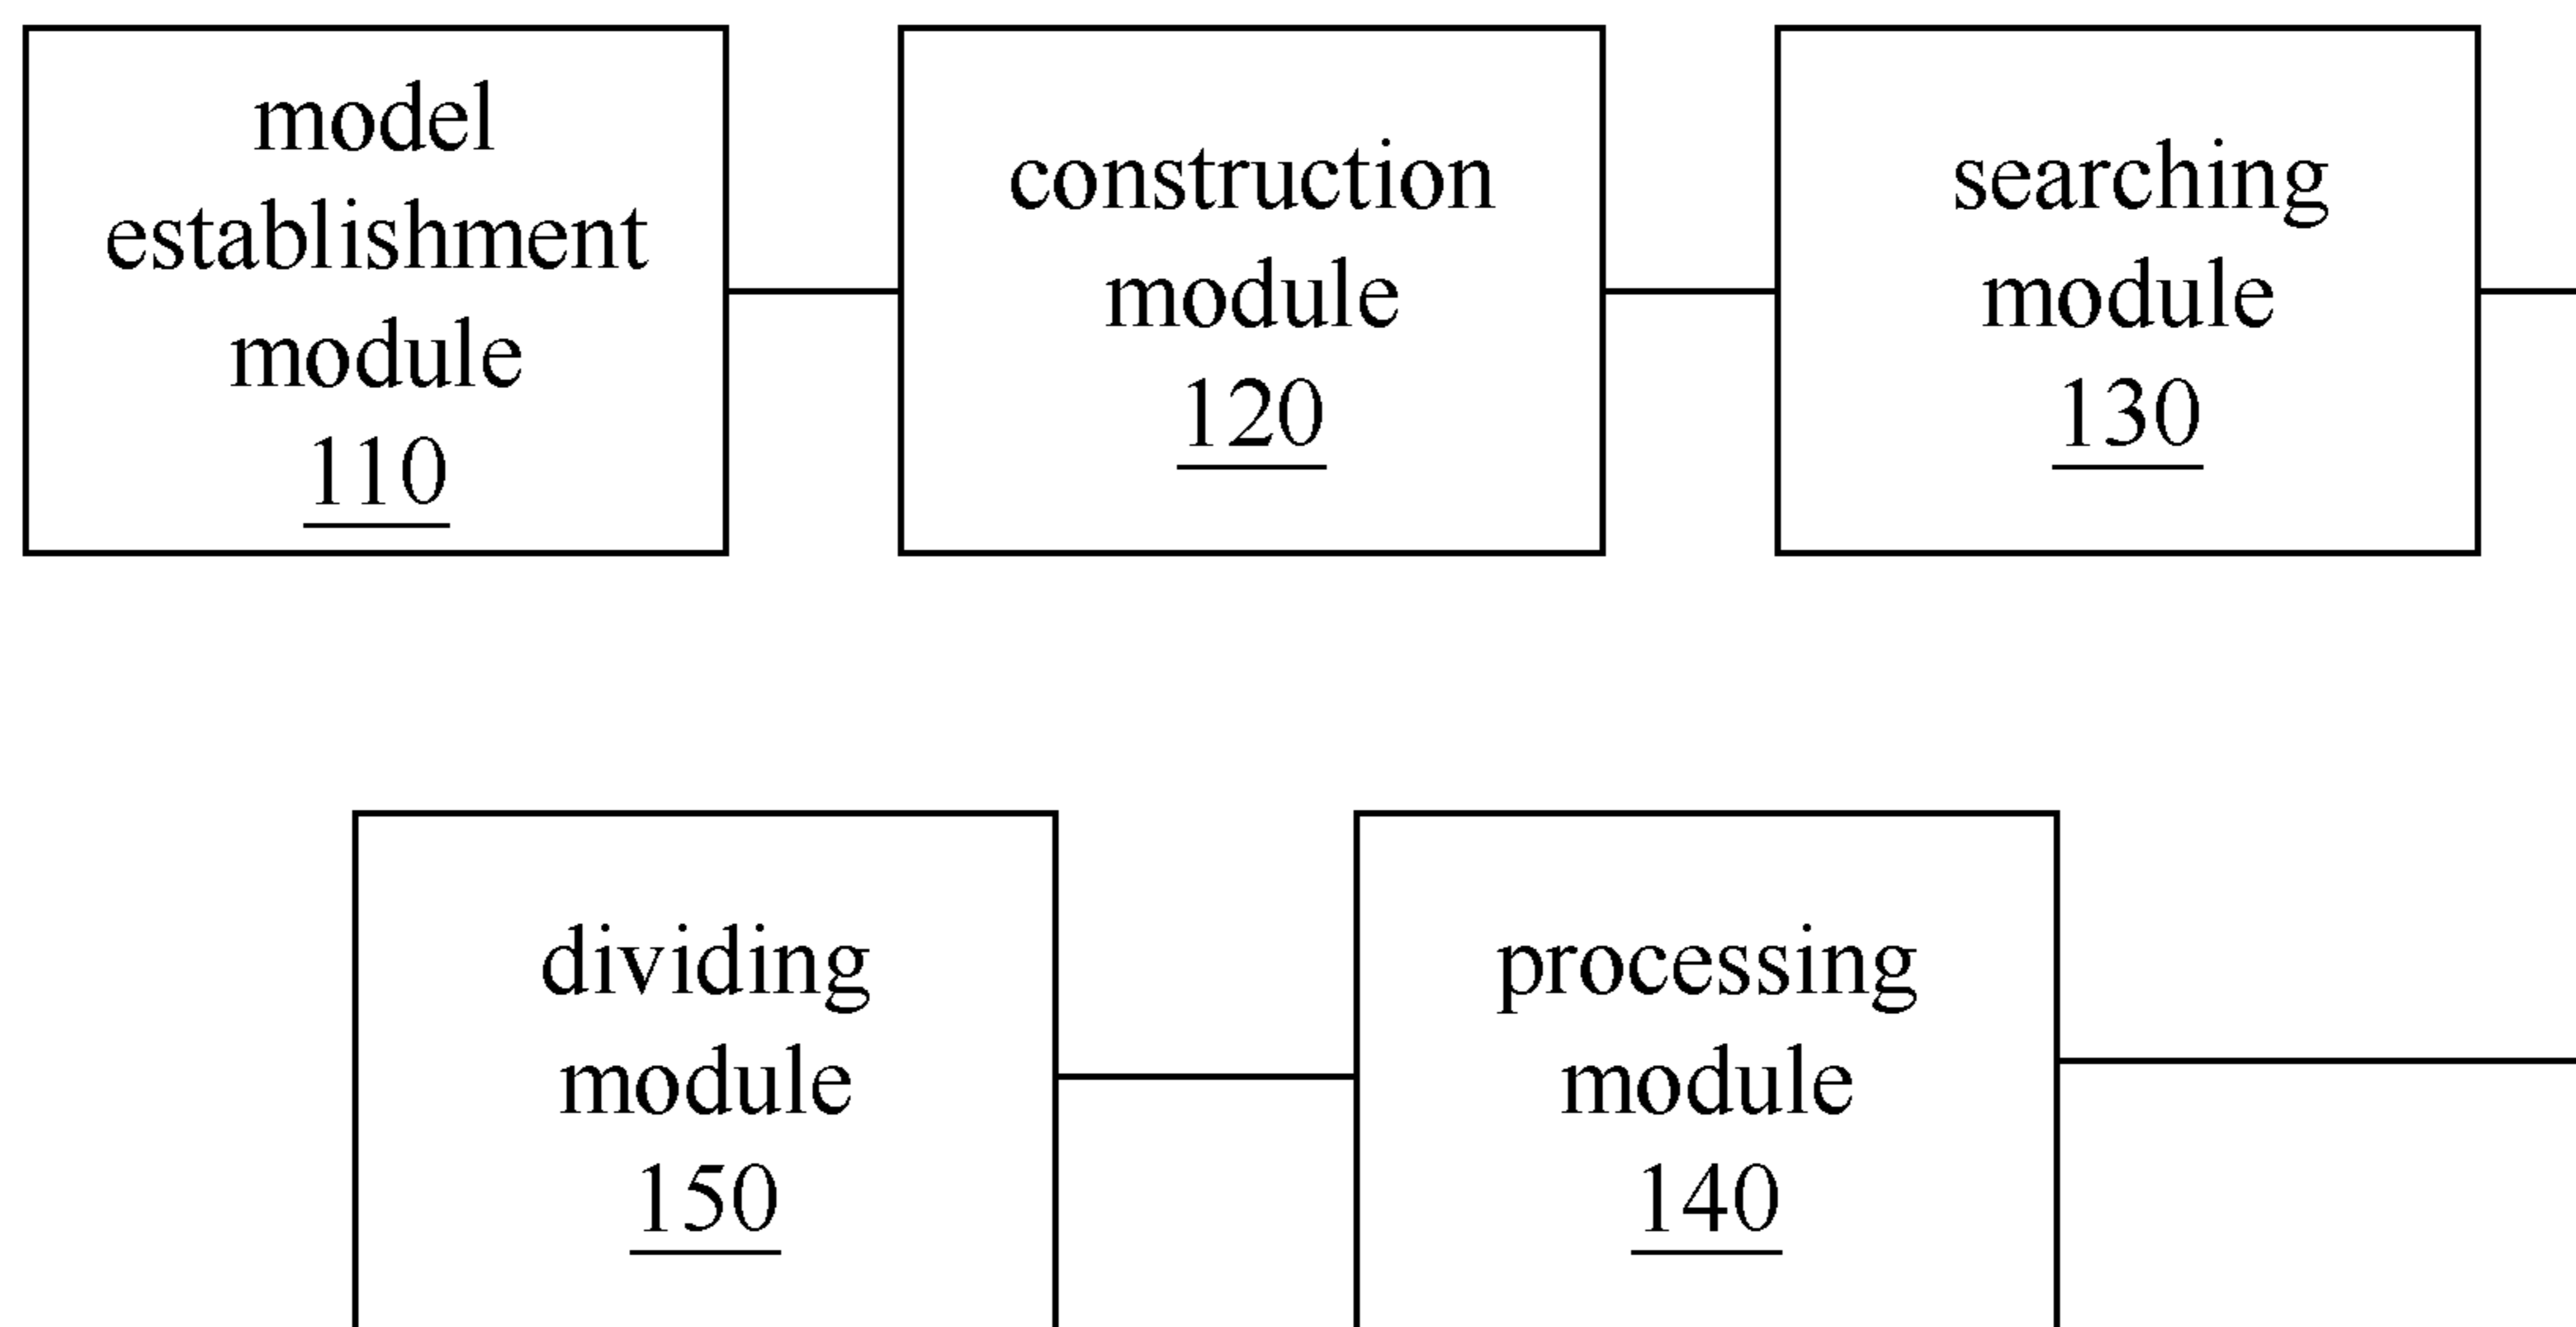 model
establishment
module
110
construction
module
120
searching
module
130
dividing
module
150
processing
module
140